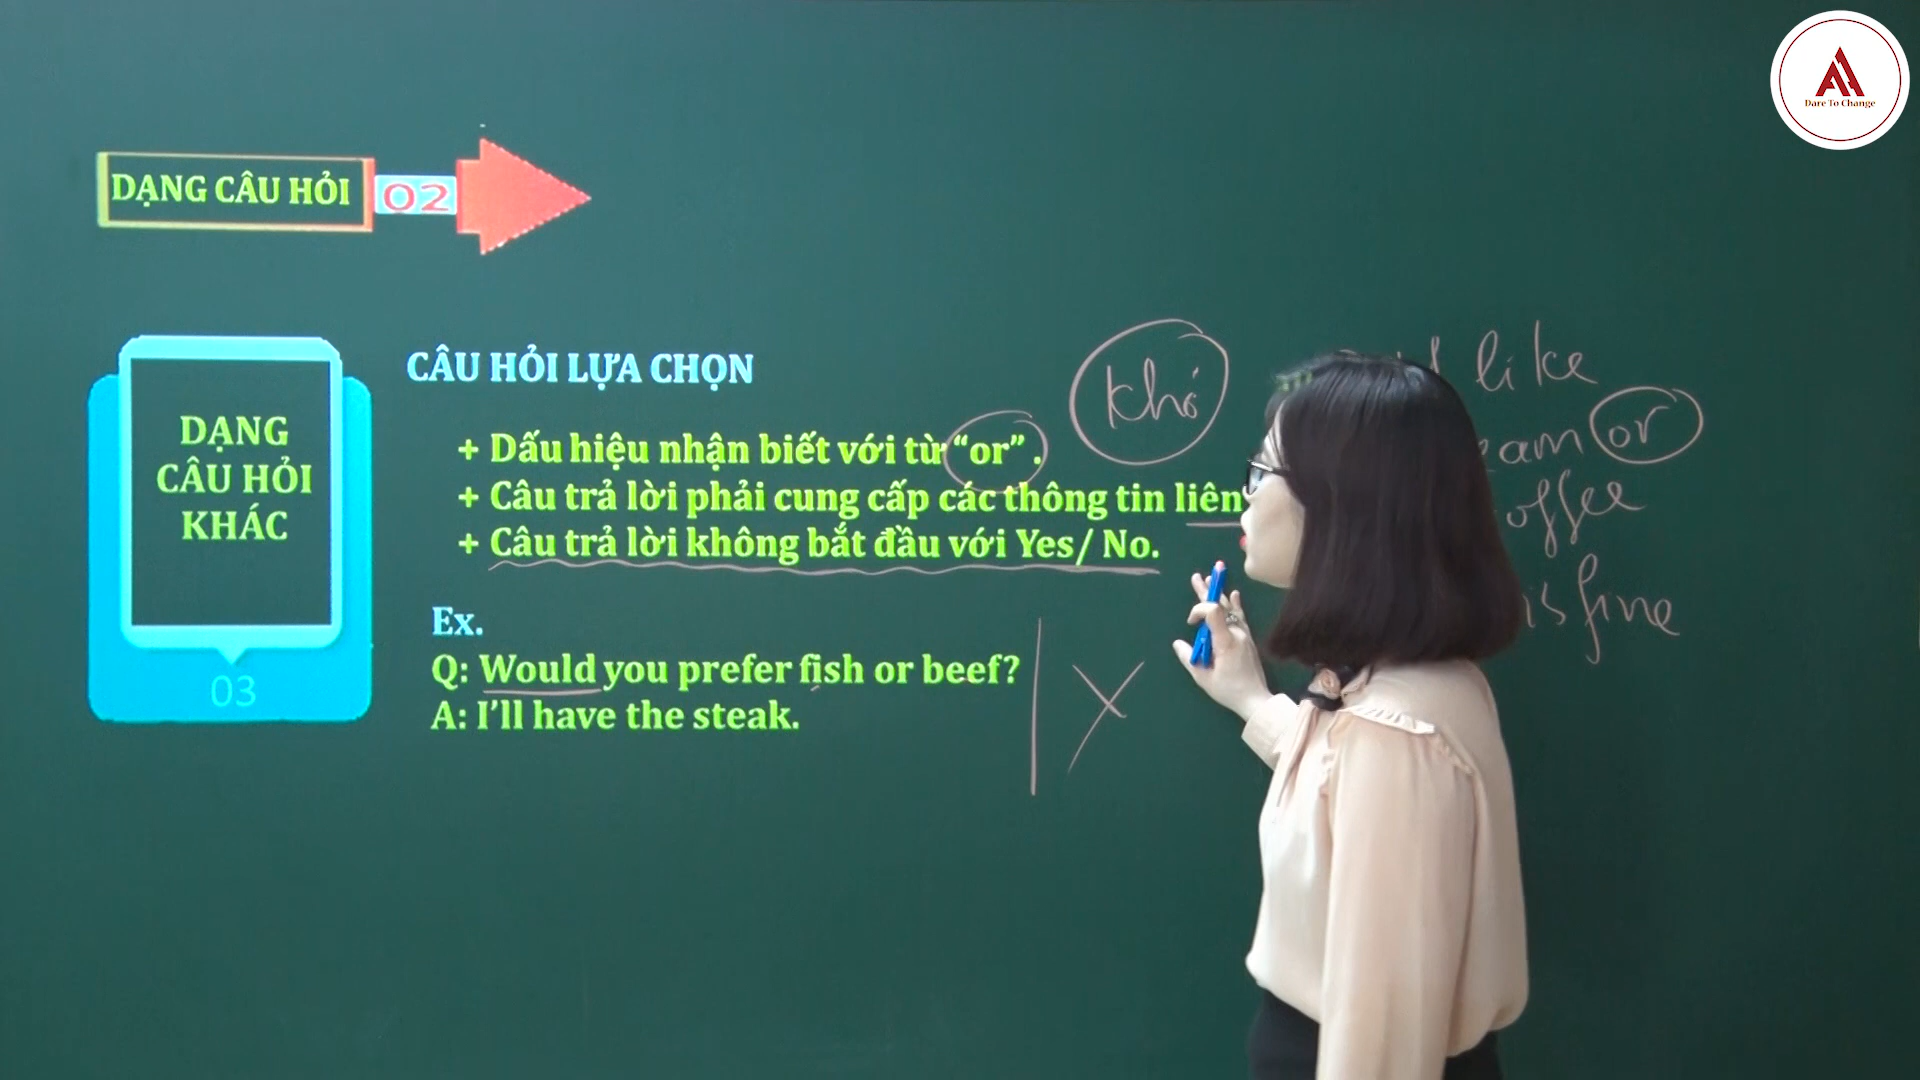 Dare To Change
DẠNG CÂU HỎI 02
DẠNG
CÂU HỎI
KHÁC
03
CÂU HỎI LỰA CHỌN
+ Dấu hiệu nhận biết với từ “or” .
+ Câu trả lời phải cung cấp các thông tin liên
+ Câu trả lời không bắt đầu với Yes/ No.
Ex.
Q: Would you prefer fish or beef?
A: I’ll have the steak.
khó
like
or
is fine